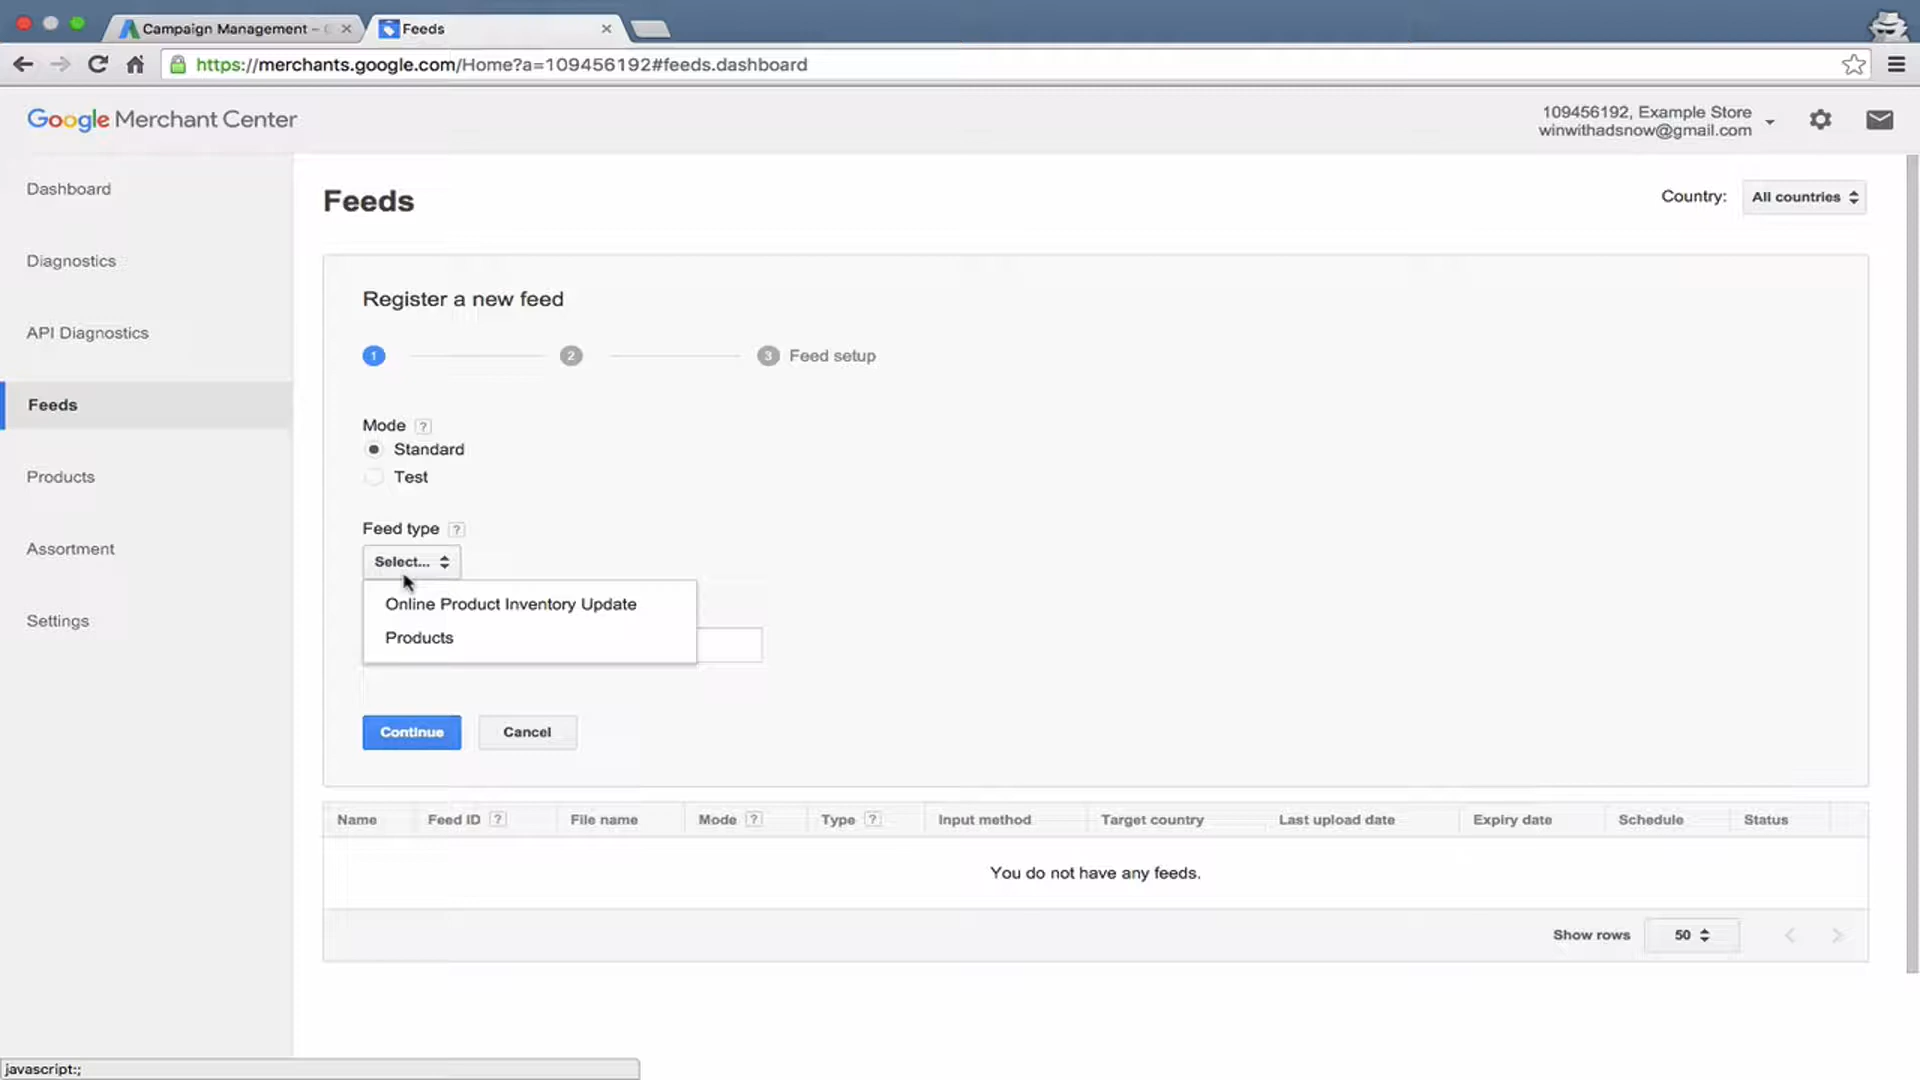 Campaign Management –
Feeds
https://merchants.google.com/Home?a=109456192#feeds.dashboard
Google Merchant Center
109456192, Example Store
winwithadsnow@gmail.com
Dashboard
Diagnostics
API Diagnostics
Feeds
Products
Assortment
Settings
Feeds
Country: All countries
Register a new feed
1 2 3 Feed setup
Mode ?
Standard
Test
Feed type ?
Select...
Online Product Inventory Update
Products
Continue Cancel
Name Feed ID ? File name Mode ? Type ? Input method Target country Last upload date Expiry date Schedule Status
You do not have any feeds.
Show rows 50
javascript:;